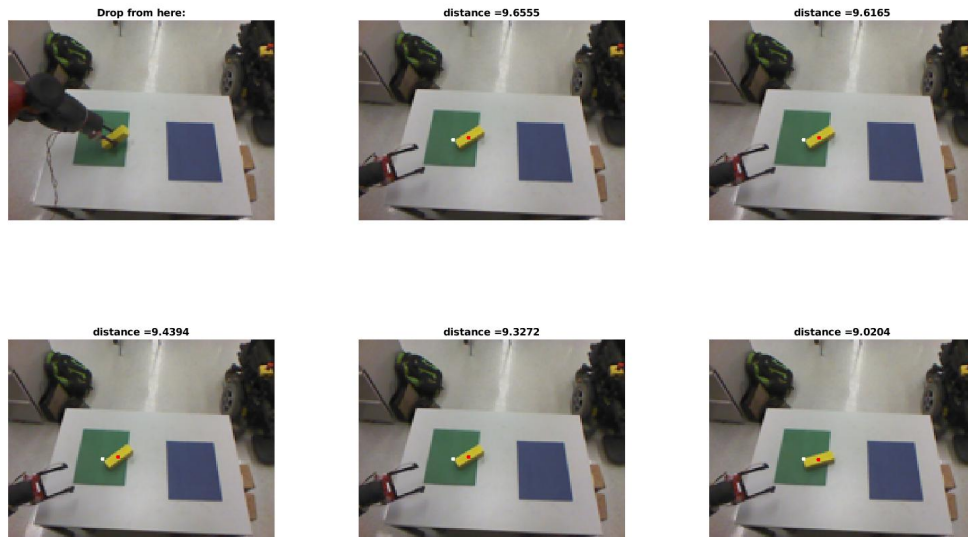 Drop from here:
distance =9.6555
distance =9.6165
distance =9.4394
distance =9.3272
distance =9.0204